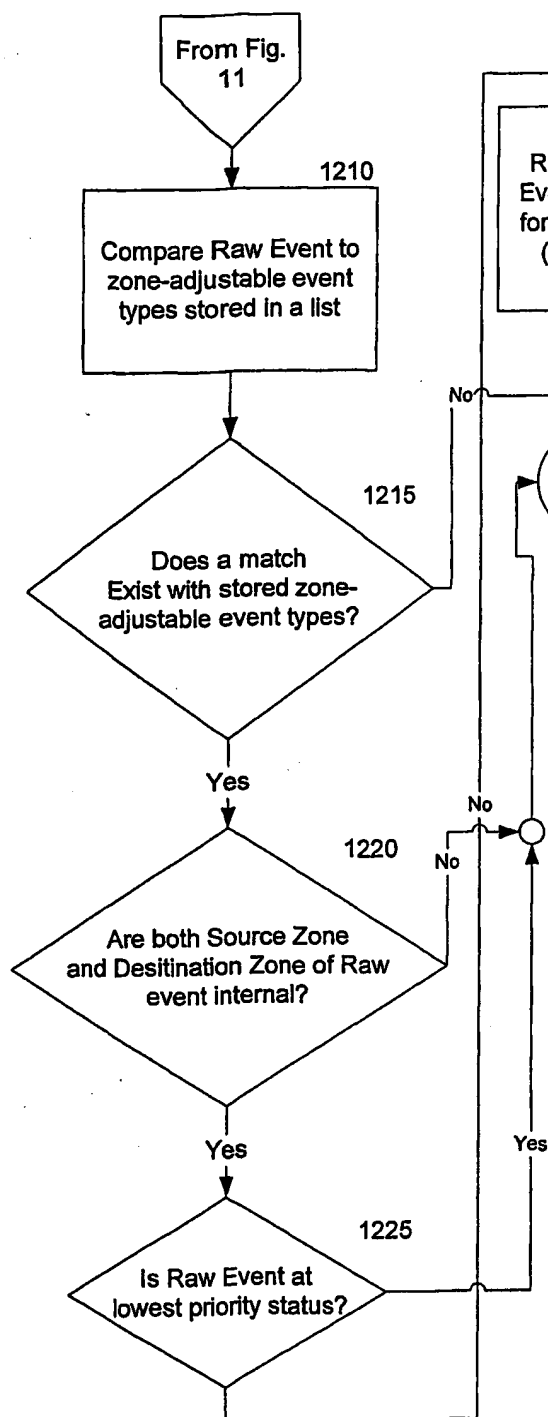 From Fig.
11
1210
Compare Raw Event to
zone-adjustable event
types stored in a list
R
Ev
for
(
No
1215
Does a match
Exist with stored zone-
adjustable event types?
Yes
No
1220
No
Are both Source Zone
and Desitination Zone of Raw
event internal?
Yes
Yes
1225
Is Raw Event at
lowest priority status?